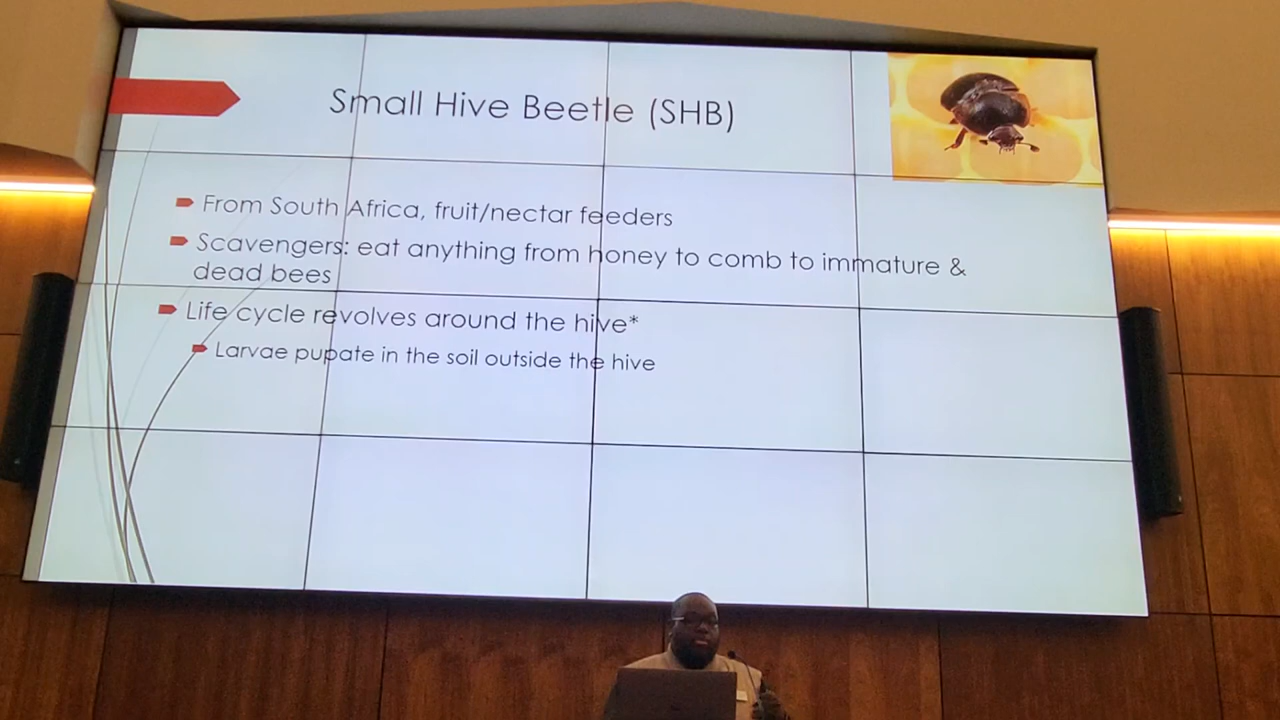 Small Hive Beetle (SHB)
From South Africa, fruit/nectar feeders
Scavengers: eat anything from honey to comb to immature &
dead bees
Life cycle revolves around the hive*
Larvae pupate in the soil outside the hive